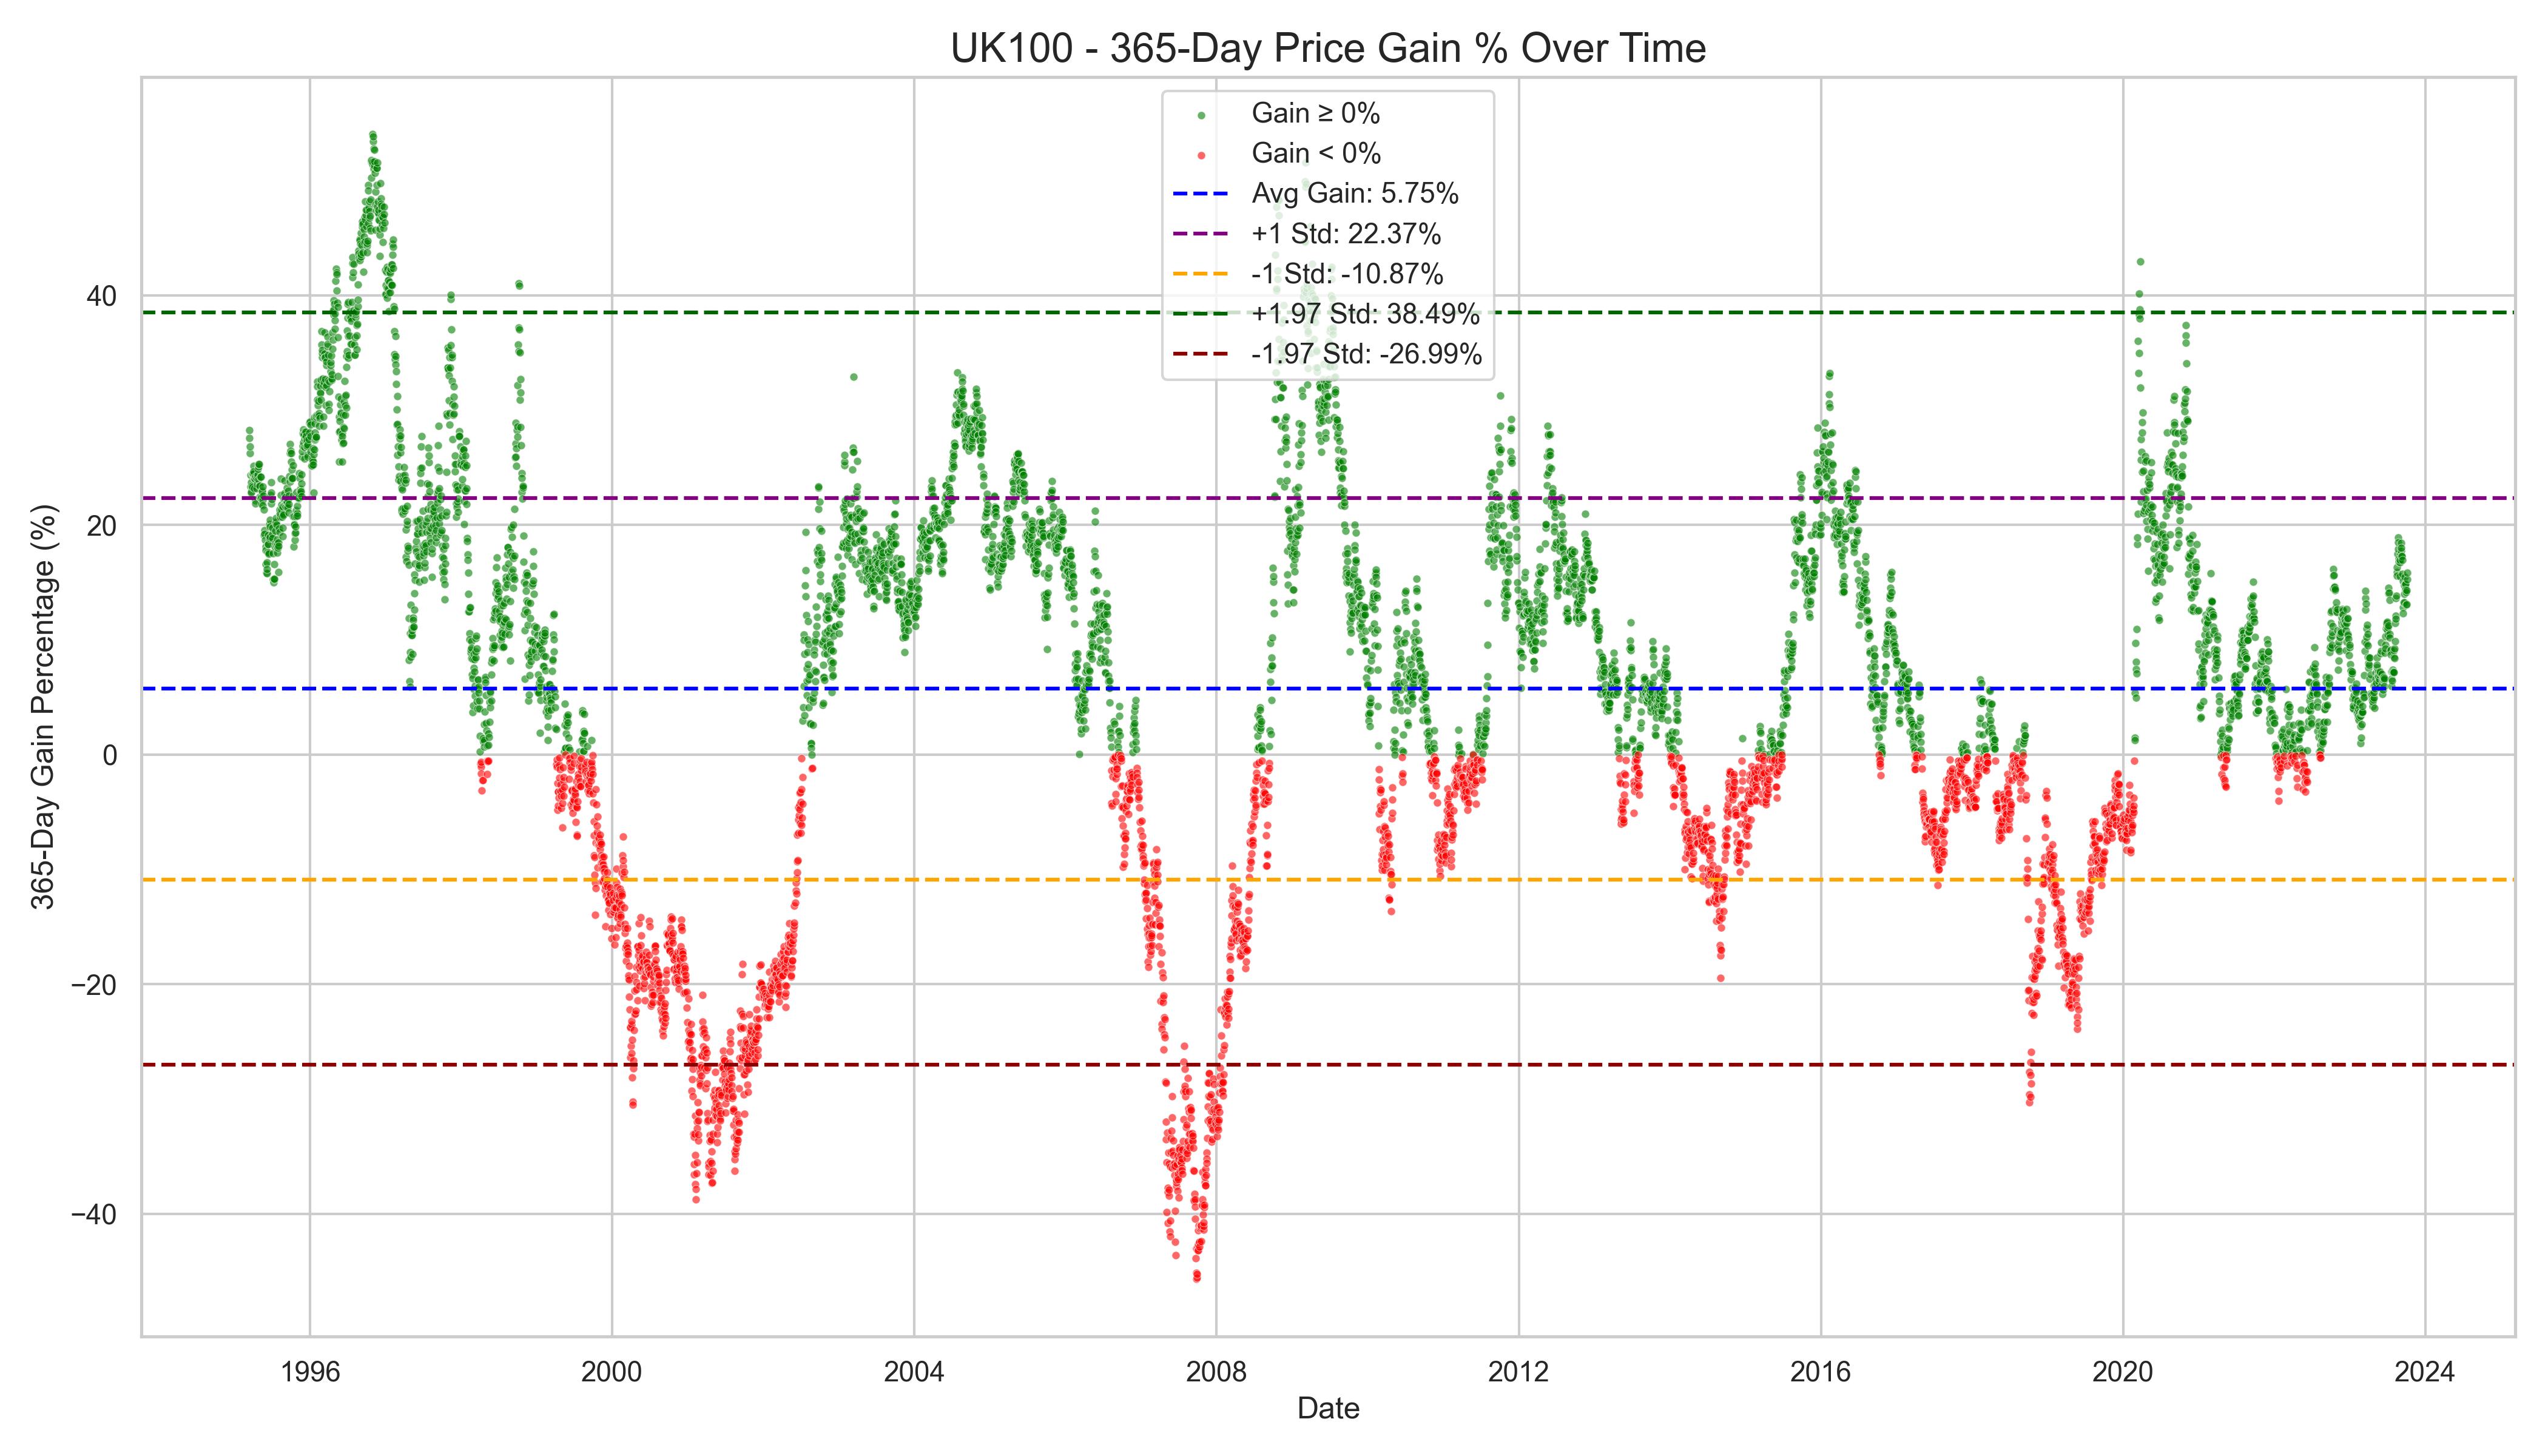 UK100 - 365-Day Price Gain % Over Time
Gain ≥ 0%
Gain < 0%
Avg Gain: 5.75%
+1 Std: 22.37%
-1 Std: -10.87%
+1.97 Std: 38.49%
-1.97 Std: -26.99%
365-Day Gain Percentage (%)
40
20
0
−20
−40
1996
2000
2004
2008
2012
2016
2020
2024
Date